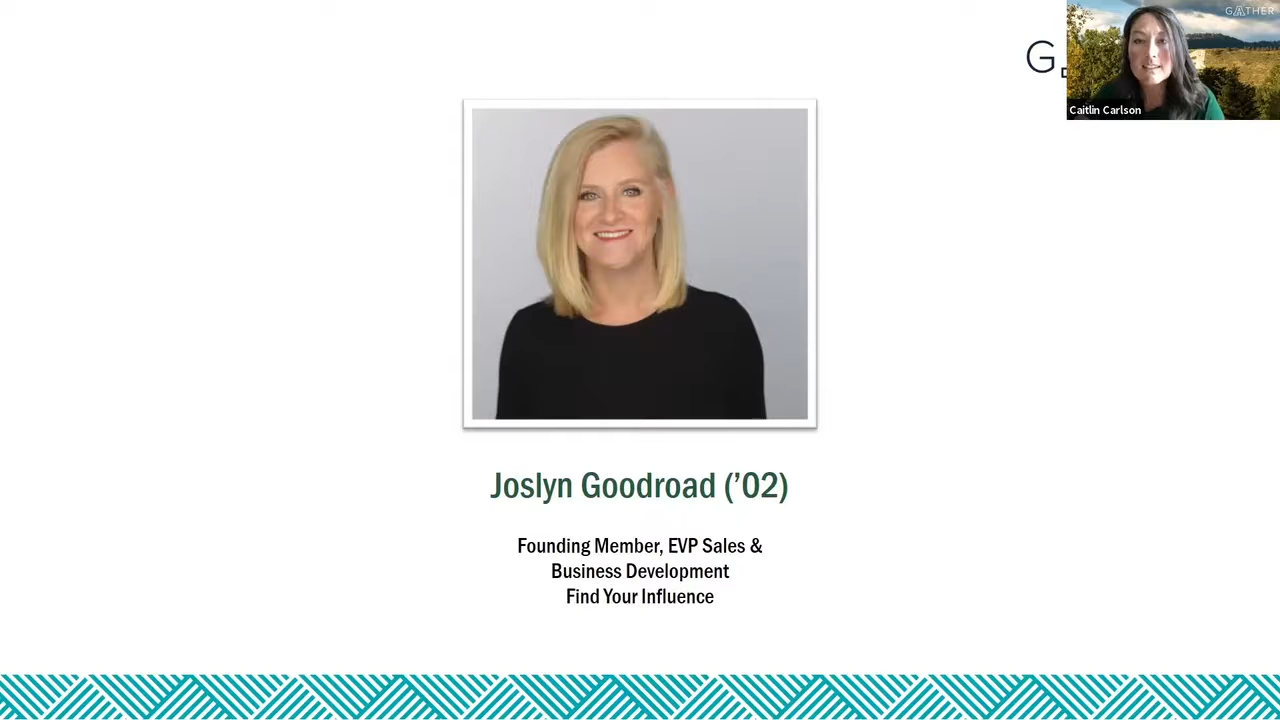 GATHER
G
Caitlin Carlson
Joslyn Goodroad (’02)
Founding Member, EVP Sales &
Business Development
Find Your Influence